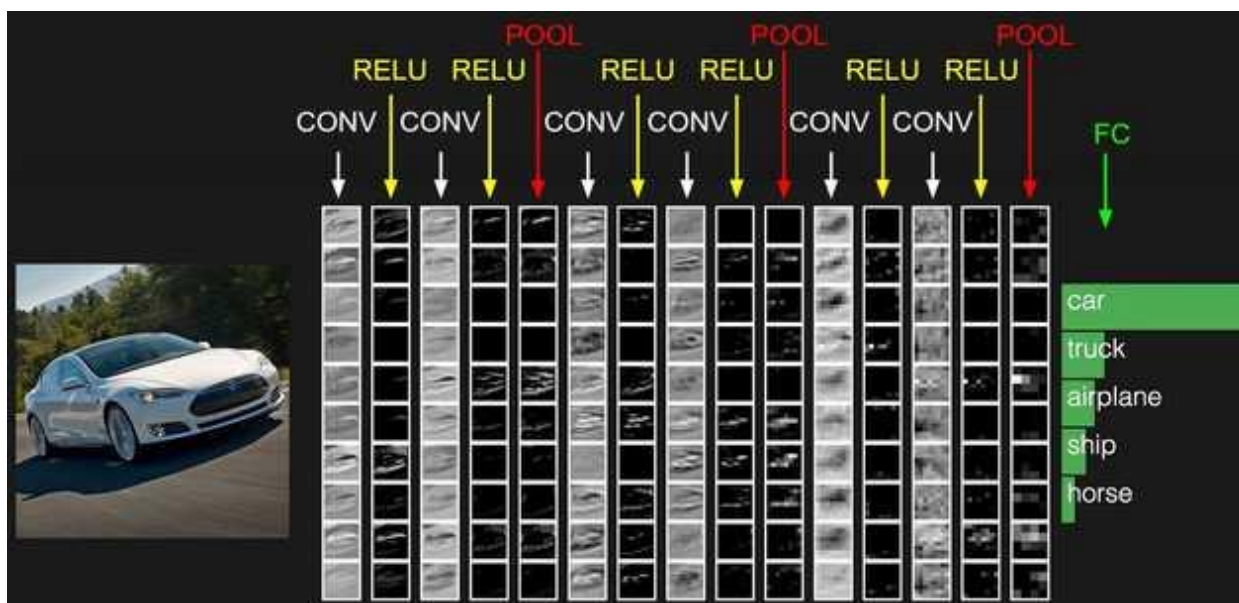 POOL POOL POOL
RELU RELU RELU RELU RELU RELU
CONV CONV CONV CONV CONV CONV
FC
car
truck
airplane
ship
horse